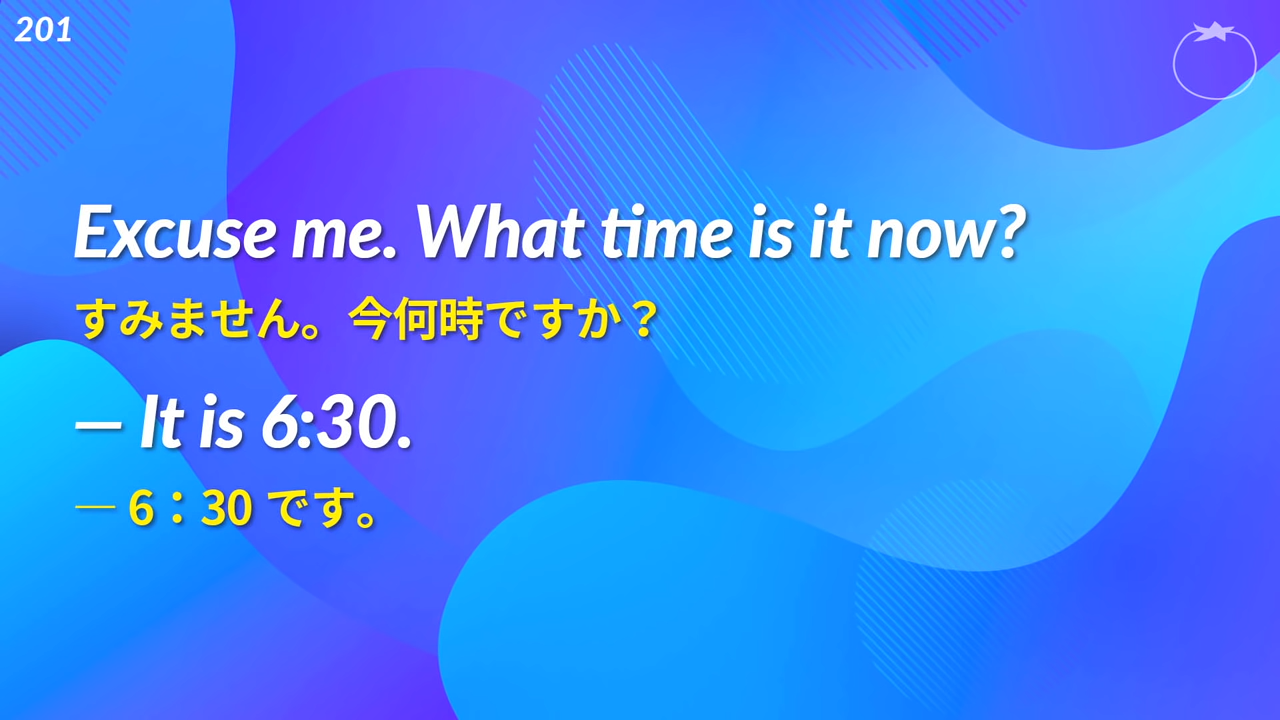 201
Excuse me. What time is it now?
すみません。今何時ですか？
— It is 6:30.
― 6：30 です。